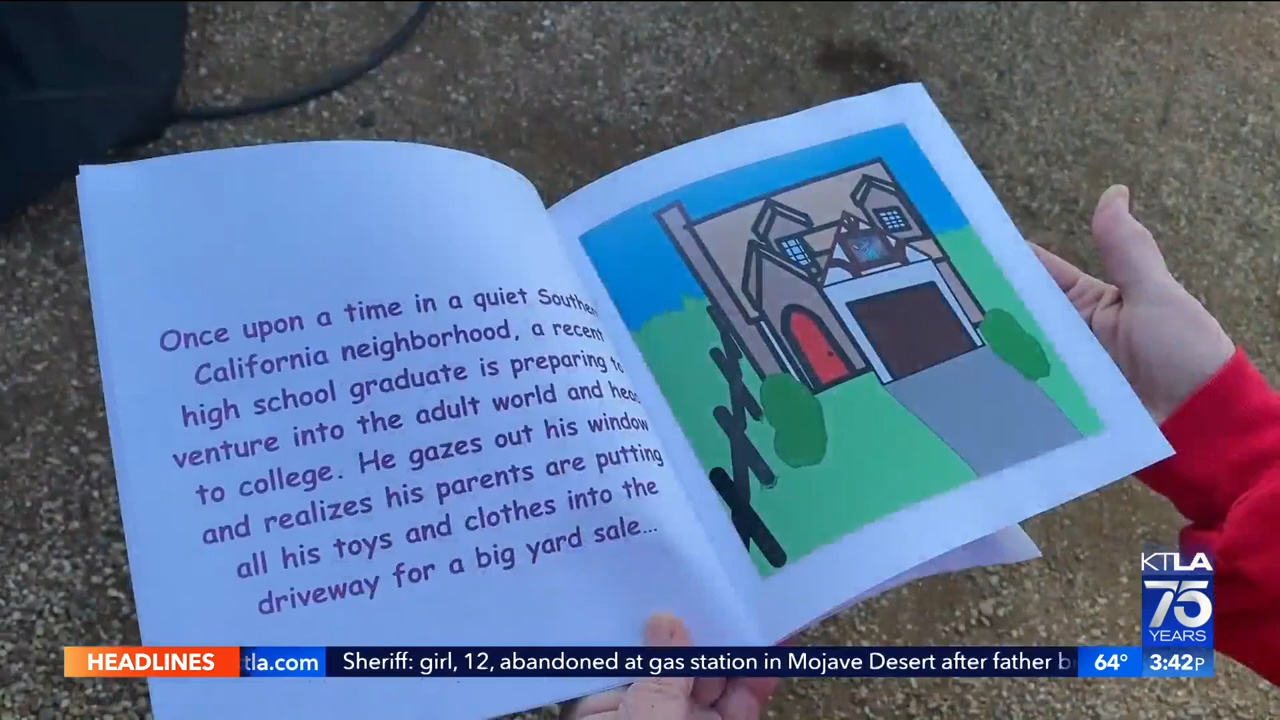 Once upon a time in a quiet Southern
California neighborhood, a recent
high school graduate is preparing to
venture into the adult world and head
to college. He gazes out his window
and realizes his parents are putting
all his toys and clothes into the
driveway for a big yard sale...
KTLA
75
YEARS
HEADLINES tla.com Sheriff: girl, 12, abandoned at gas station in Mojave Desert after father b 64° 3:42P